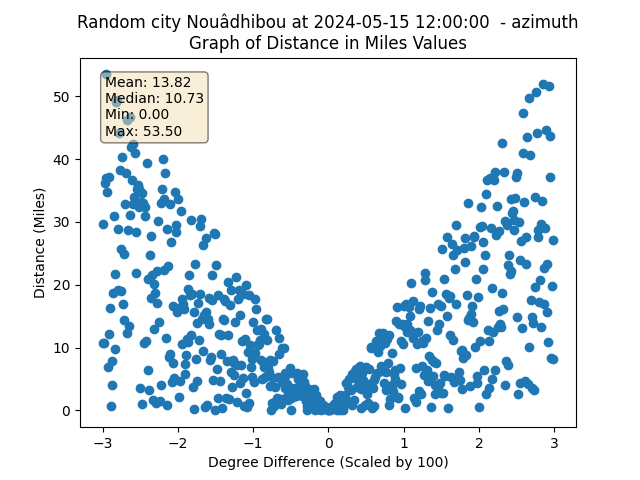 Random city Nouâdhibou at 2024-05-15 12:00:00  - azimuth
Graph of Distance in Miles Values
Mean: 13.82
Median: 10.73
Min: 0.00
Max: 53.50
50
40
30
20
10
0
Distance (Miles)
−3 −2 −1 0 1 2 3
Degree Difference (Scaled by 100)